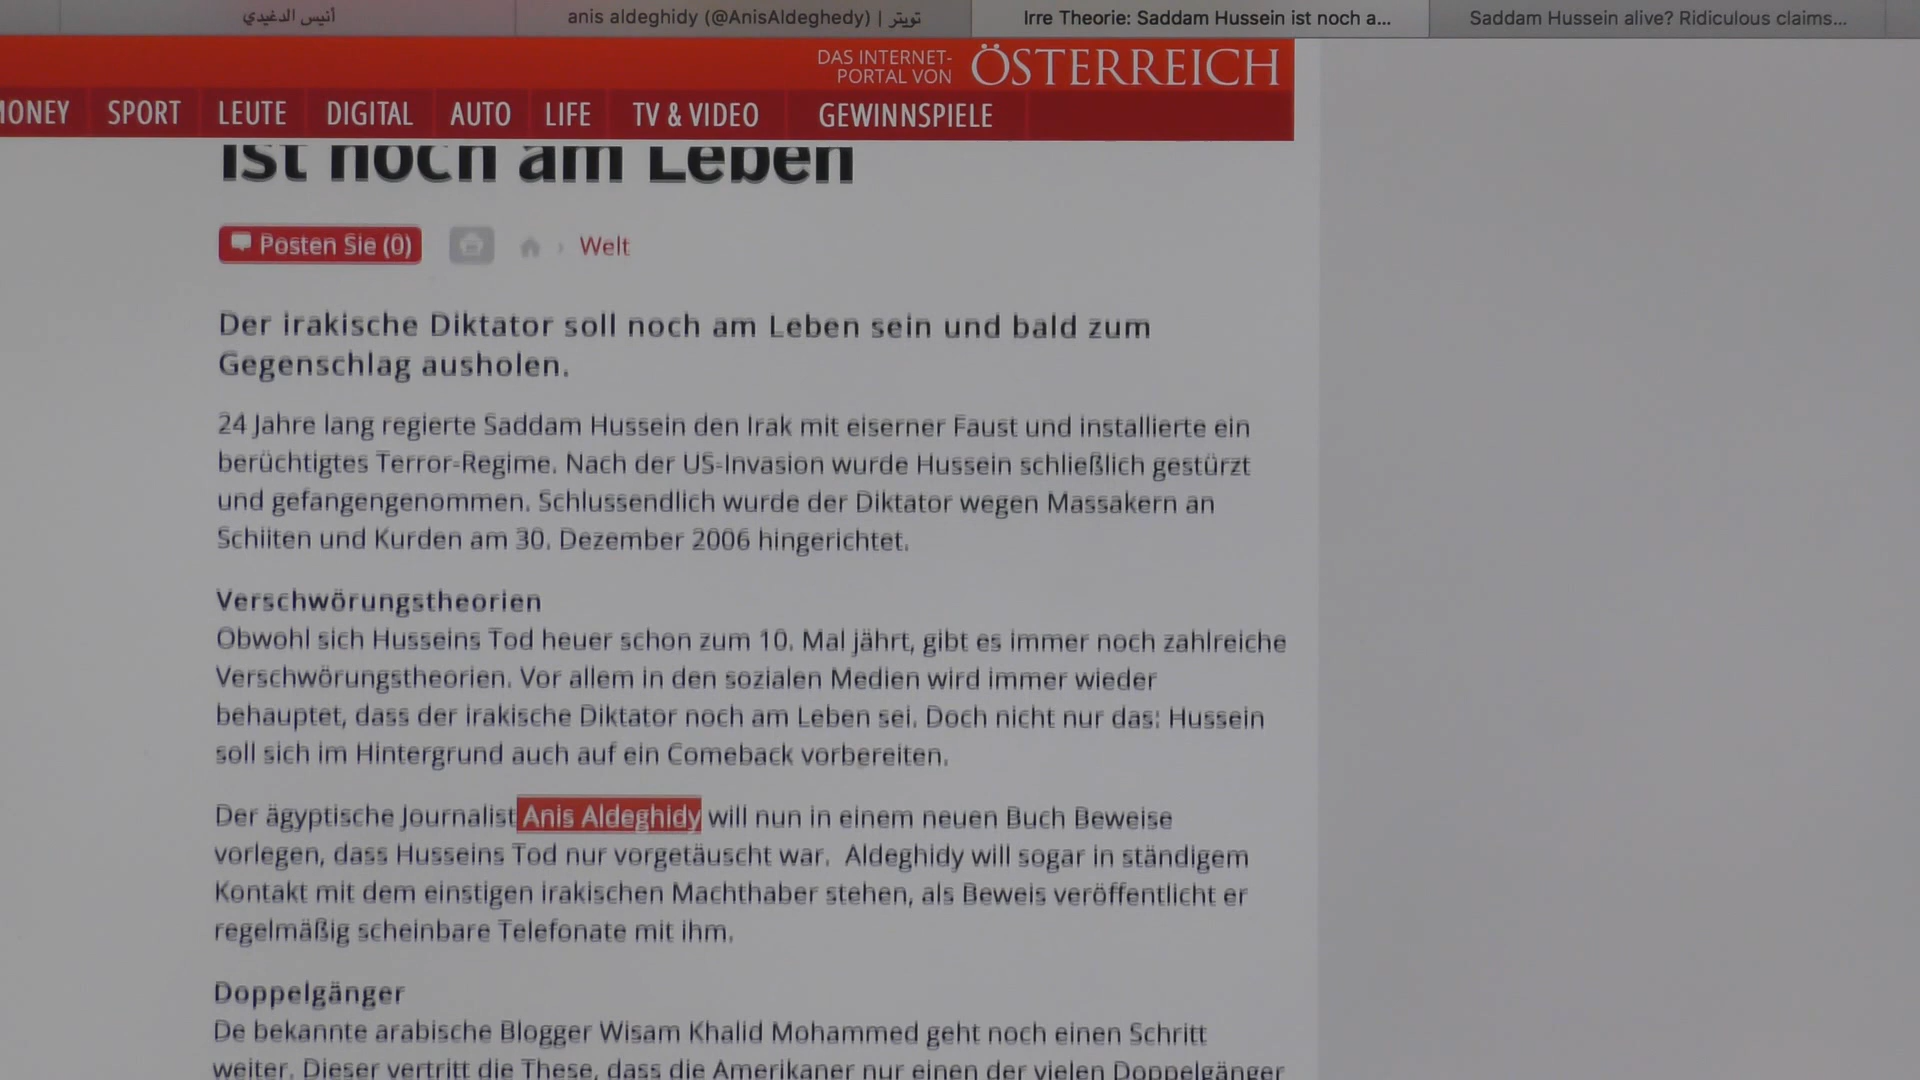 أنيس الدغيدي
anis aldeghidy (@AnisAldeghedy) | تويتر
Irre Theorie: Saddam Hussein ist noch a...
Saddam Hussein alive? Ridiculous claims...
DAS INTERNET-
PORTAL VON
ÖSTERREICH
MONEY SPORT LEUTE DIGITAL AUTO LIFE TV & VIDEO GEWINNSPIELE
ist noch am Leben
Posten Sie (0) Welt
Der irakische Diktator soll noch am Leben sein und bald zum
Gegenschlag ausholen.
24 Jahre lang regierte Saddam Hussein den Irak mit eiserner Faust und installierte ein
berüchtigtes Terror-Regime. Nach der US-Invasion wurde Hussein schließlich gestürzt
und gefangengenommen. Schlussendlich wurde der Diktator wegen Massakern an
Schiiten und Kurden am 30. Dezember 2006 hingerichtet.
Verschwörungstheorien
Obwohl sich Husseins Tod heuer schon zum 10. Mal jährt, gibt es immer noch zahlreiche
Verschwörungstheorien. Vor allem in den sozialen Medien wird immer wieder
behauptet, dass der irakische Diktator noch am Leben sei. Doch nicht nur das: Hussein
soll sich im Hintergrund auch auf ein Comeback vorbereiten.
Der ägyptische Journalist Anis Aldeghidy will nun in einem neuen Buch Beweise
vorlegen, dass Husseins Tod nur vorgetäuscht war. Aldeghidy will sogar in ständigem
Kontakt mit dem einstigen irakischen Machthaber stehen, als Beweis veröffentlicht er
regelmäßig scheinbare Telefonate mit ihm.
Doppelgänger
De bekannte arabische Blogger Wisam Khalid Mohammed geht noch einen Schritt
weiter. Dieser vertritt die These, dass die Amerikaner nur einen der vielen Doppelgänger